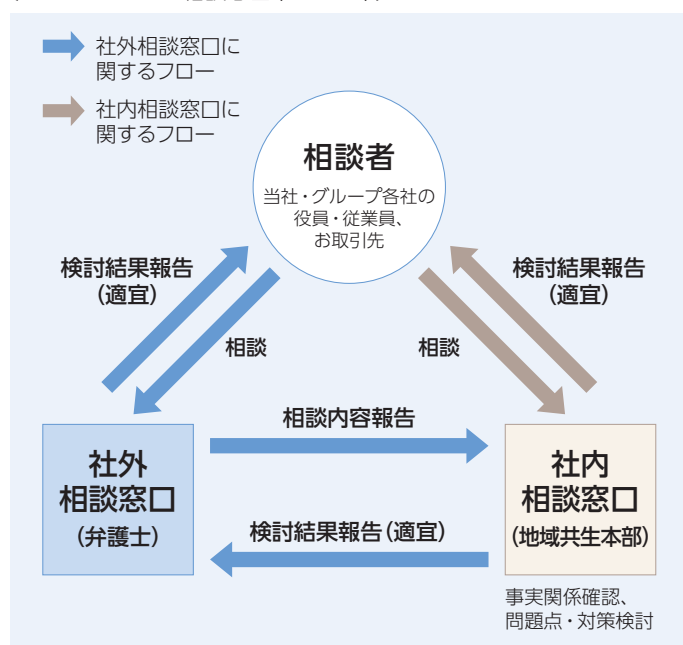 社外相談窓口に
関するフロー
社内相談窓口に
関するフロー
相談者
当社・グループ各社の
役員・従業員、
お取引先
検討結果報告
(適宜)
検討結果報告
(適宜)
相談
相談
相談内容報告
社外
相談窓口
(弁護士)
社内
相談窓口
(地域共生本部)
検討結果報告(適宜)
事実関係確認、
問題点・対策検討